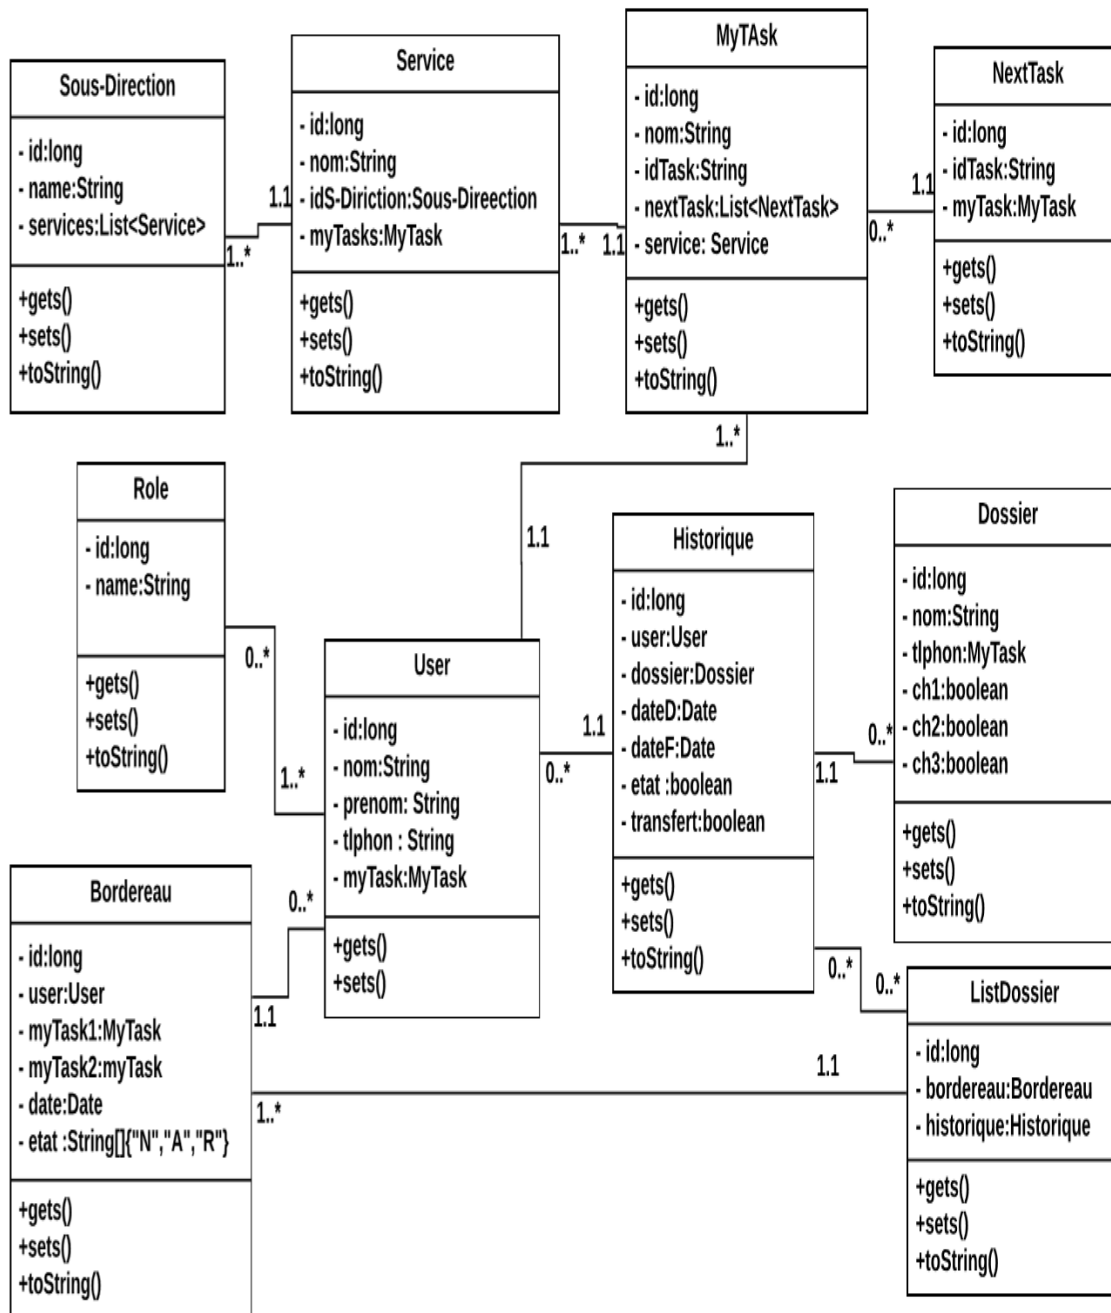 Sous-Direction
- id:long
- name:String
- services:List<Service>
+gets()
+sets()
+toString()
1..*
1.1
Service
- id:long
- nom:String
- idS-Diriction:Sous-Direection
- myTasks:MyTask
+gets()
+sets()
+toString()
1..*
1.1
MyTAsk
- id:long
- nom:String
- idTask:String
- nextTask:List<NextTask>
- service: Service
+gets()
+sets()
+toString()
0..*
1.1
NextTask
- id:long
- idTask:String
- myTask:MyTask
+gets()
+sets()
+toString()
1..*
1.1
Role
- id:long
- name:String
+gets()
+sets()
+toString()
0..*
1..*
User
- id:long
- nom:String
- prenom: String
- tlphon : String
- myTask:MyTask
+gets()
+sets()
0..*
1.1
Historique
- id:long
- user:User
- dossier:Dossier
- dateD:Date
- dateF:Date
- etat :boolean
- transfert:boolean
+gets()
+sets()
+toString()
1.1
0..*
Dossier
- id:long
- nom:String
- tlphon:MyTask
- ch1:boolean
- ch2:boolean
- ch3:boolean
+gets()
+sets()
+toString()
Bordereau
- id:long
- user:User
- myTask1:MyTask
- myTask2:myTask
- date:Date
- etat :String[]{"N","A","R"}
+gets()
+sets()
+toString()
0..*
1.1
1..*
1.1
0..*
0..*
ListDossier
- id:long
- bordereau:Bordereau
- historique:Historique
+gets()
+sets()
+toString()